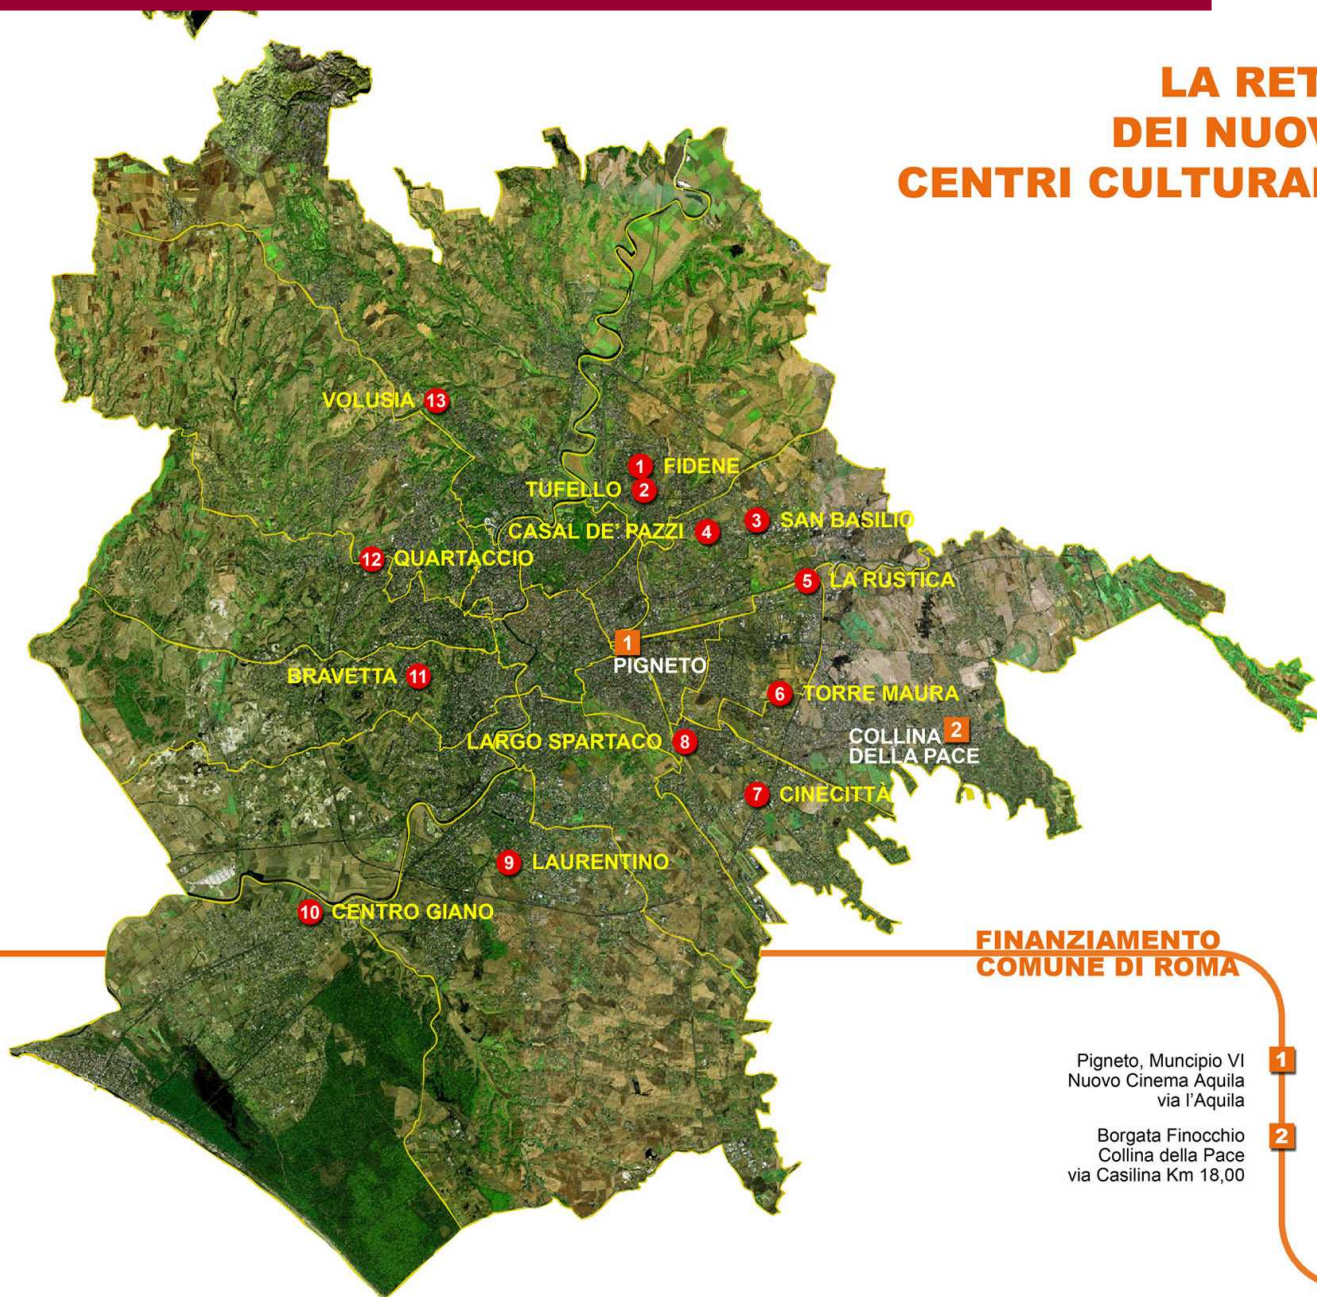 LA RET
DEI NUOV
CENTRI CULTURA
VOLUSIA 13
1 FIDENE
TUFELLO 2
CASAL DE' PAZZI 4
3 SAN BASILIO
12 QUARTACCIO
5 LA RUSTICA
1
PIGNETO
BRAVETTA 11
6 TORRE MAURA
LARGO SPARTACO 8
COLLINA 2
DELLA PACE
7 CINECITTÀ
9 LAURENTINO
10 CENTRO GIANO
FINANZIAMENTO
COMUNE DI ROMA
Pigneto, Muncipio VI 1
Nuovo Cinema Aquila
via l'Aquila
Borgata Finocchio 2
Collina della Pace
via Casilina Km 18,00